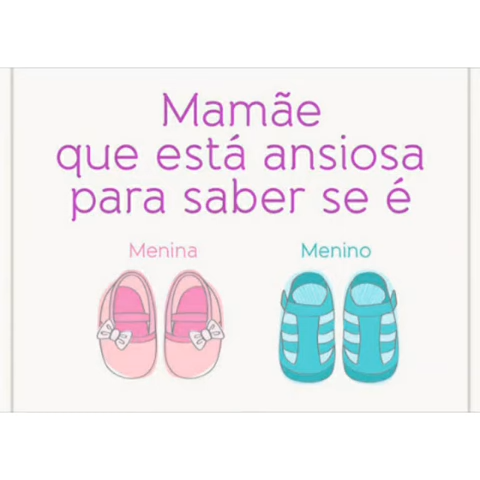 Mamãe
que está ansiosa
para saber se é
Menina Menino